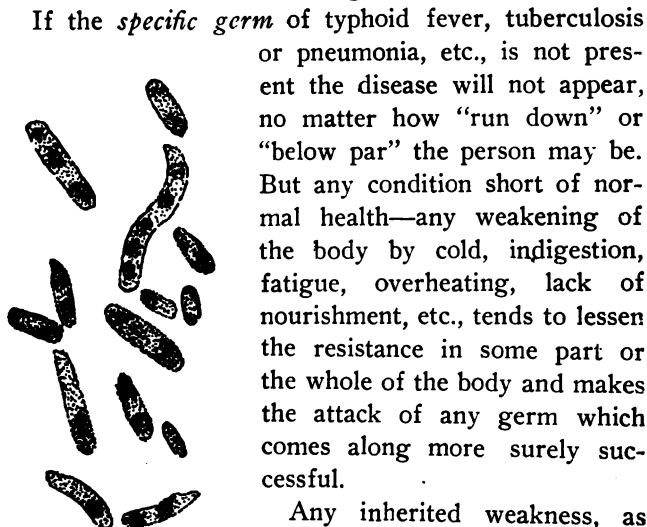 If the specific germ of typhoid fever, tuberculosis
or pneumonia, etc., is not pres-
ent the disease will not appear,
no matter how “run down” or
“below par” the person may be.
But any condition short of nor-
mal health—any weakening of
the body by cold, indigestion,
fatigue, overheating, lack of
nourishment, etc., tends to lessen
the resistance in some part or
the whole of the body and makes
the attack of any germ which
comes along more surely suc-
cessful.
Any inherited weakness, as